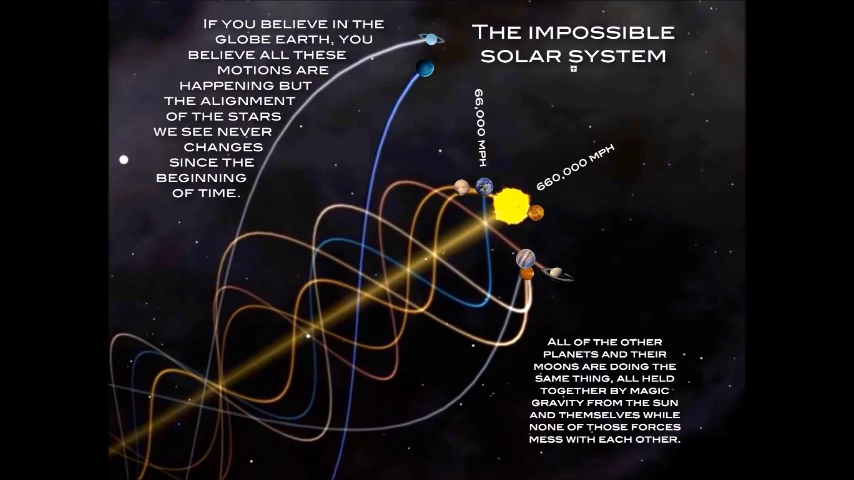 If you believe in the
globe earth, you
believe all these
motions are
happening but
the alignment
of the stars
we see never
changes
since the
beginning
of time.
The impossible
solar system
66,000 mph
660,000 mph
All of the other
planets and their
moons are doing the
same thing, all held
together by magic
gravity from the sun
and themselves while
none of those forces
mess with each other.